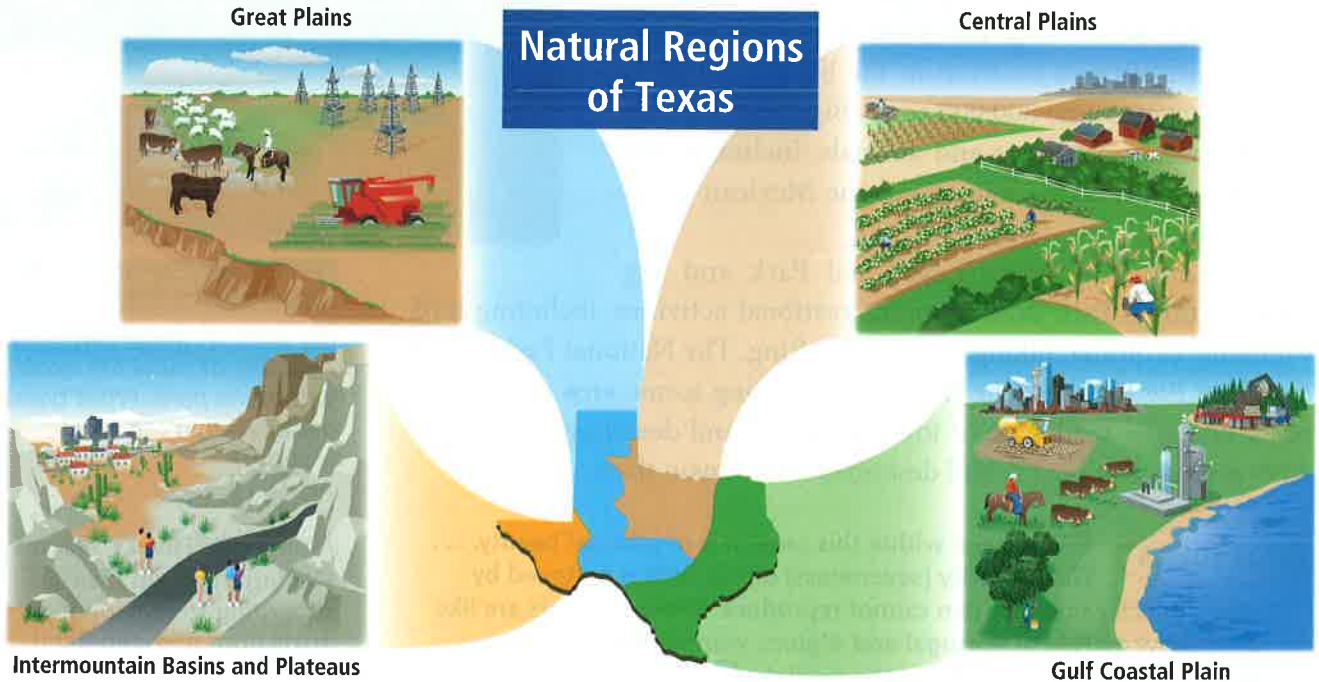 Great Plains
Natural Regions
of Texas
Central Plains
Intermountain Basins and Plateaus
Gulf Coastal Plain